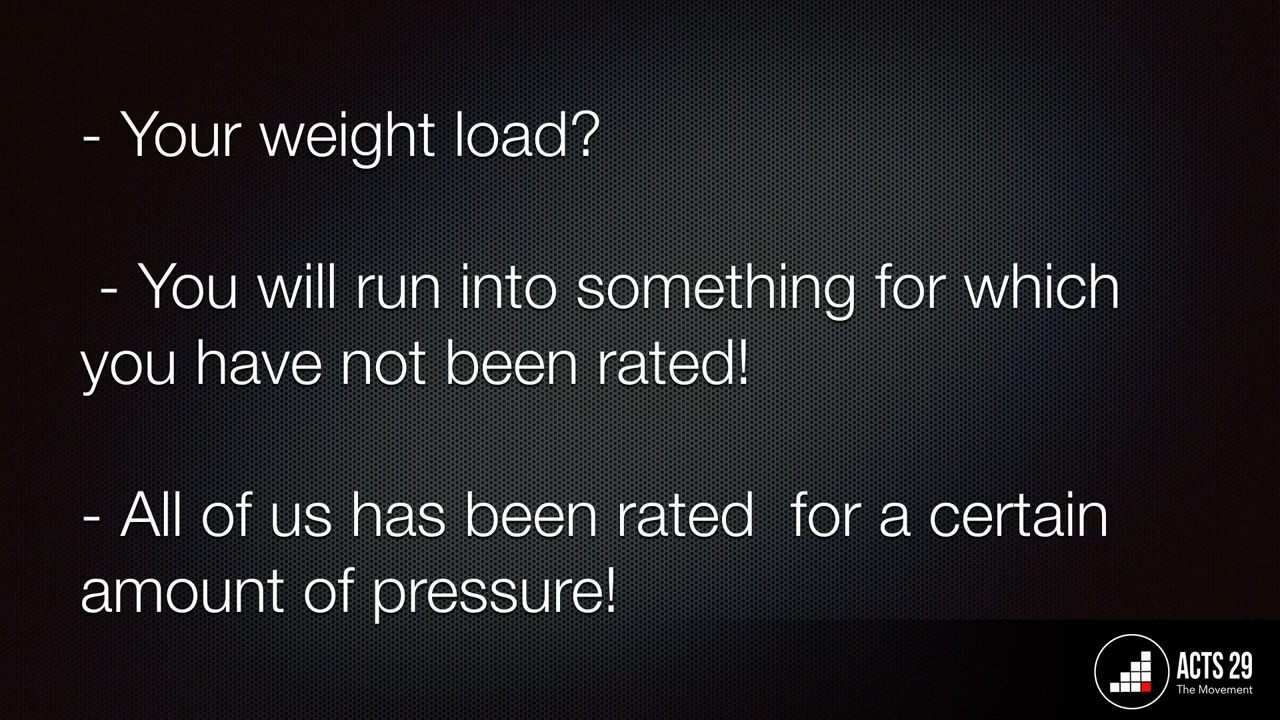 - Your weight load?
- You will run into something for which
you have not been rated!
- All of us has been rated  for a certain
amount of pressure!
ACTS 29
The Movement